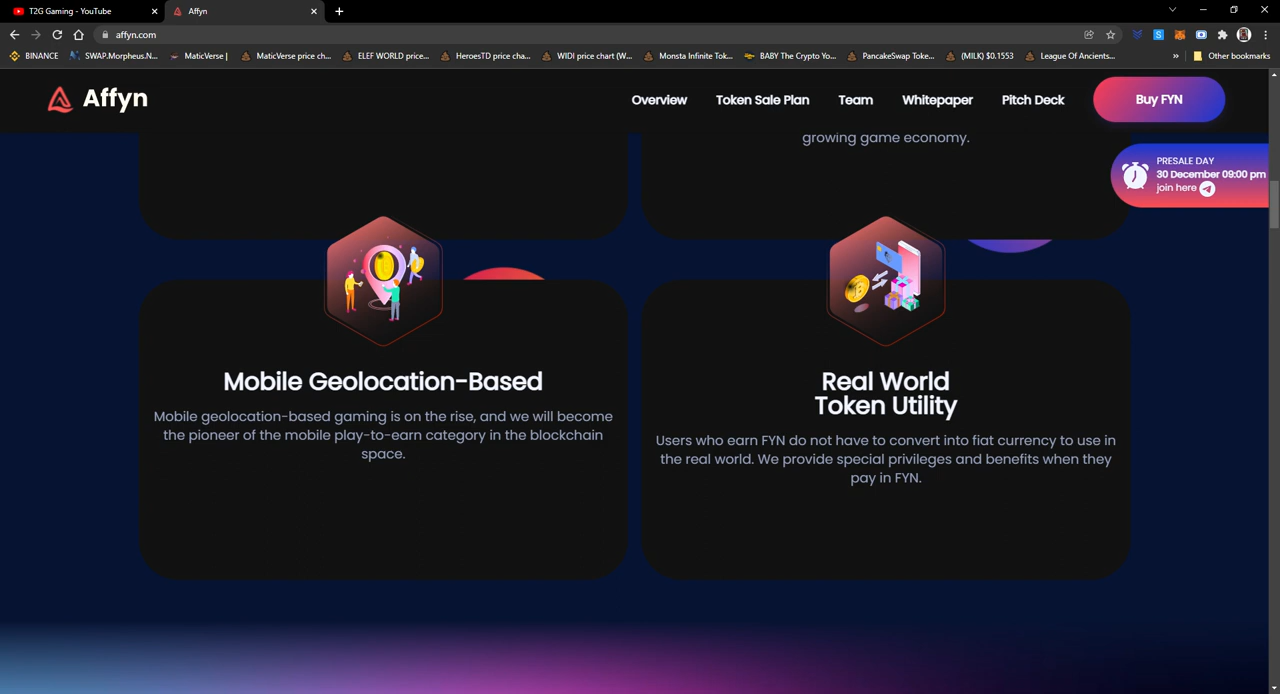 T2G Gaming - YouTube
Affyn
affyn.com
BINANCE
SWAP.Morpheus.N...
MaticVerse |
MaticVerse price ch...
ELEF WORLD price...
HeroesTD price cha...
WIDI price chart (W...
Monsta Infinite Tok...
BABY The Crypto Yo...
PancakeSwap Toke...
(MILK) $0.1553
League Of Ancients...
»
Other bookmarks
Affyn
Overview
Token Sale Plan
Team
Whitepaper
Pitch Deck
Buy FYN
growing game economy.
PRESALE DAY
30 December 09:00 pm
join here
Mobile Geolocation-Based
Mobile geolocation-based gaming is on the rise, and we will become
the pioneer of the mobile play-to-earn category in the blockchain
space.
Real World
Token Utility
Users who earn FYN do not have to convert into fiat currency to use in
the real world. We provide special privileges and benefits when they
pay in FYN.